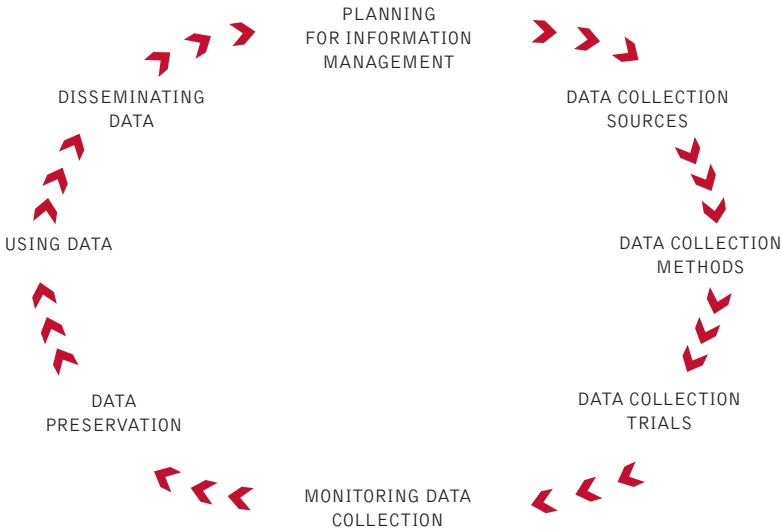 PLANNING
FOR INFORMATION
MANAGEMENT
DATA COLLECTION
SOURCES
DATA COLLECTION
METHODS
DATA COLLECTION
TRIALS
MONITORING DATA
COLLECTION
DATA
PRESERVATION
USING DATA
DISSEMINATING
DATA